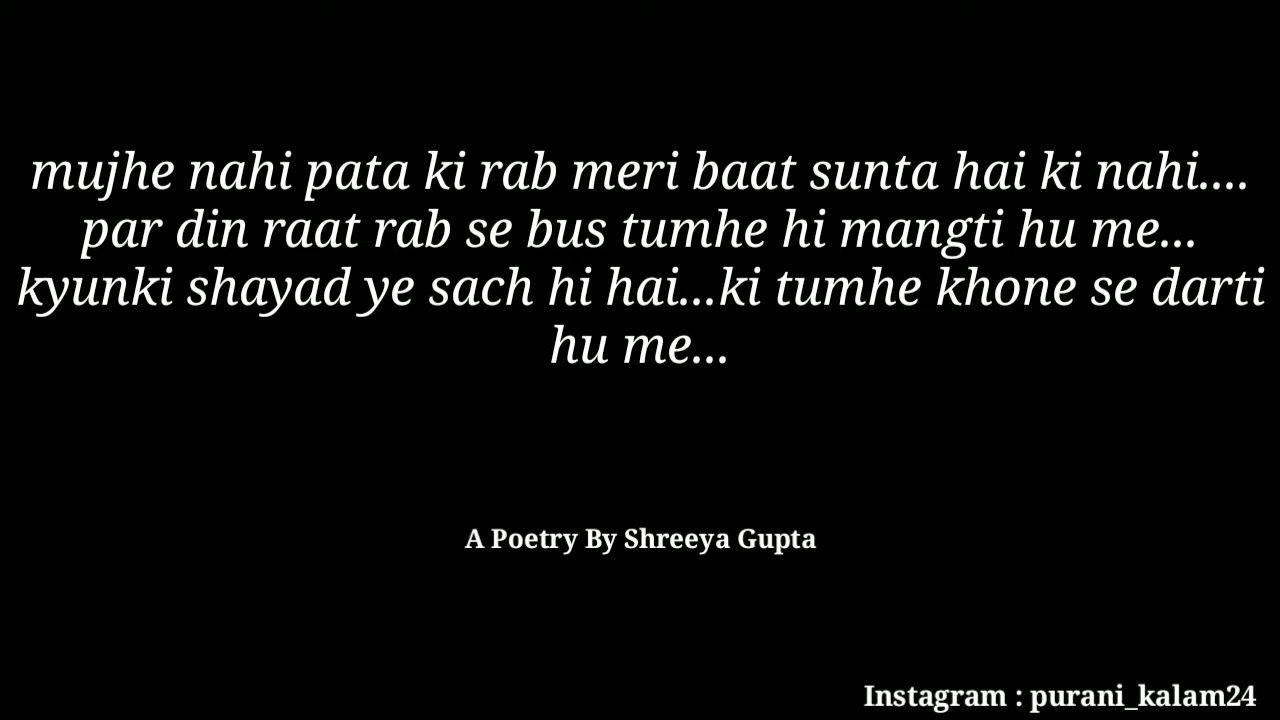 mujhe nahi pata ki rab meri baat sunta hai ki nahi....
par din raat rab se bus tumhe hi mangti hu me...
kyunki shayad ye sach hi hai...ki tumhe khone se darti
hu me...
A Poetry By Shreeya Gupta
Instagram : purani_kalam24